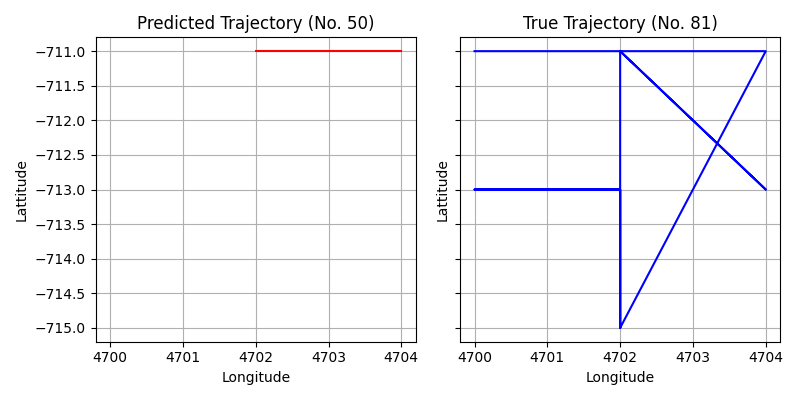 Predicted Trajectory (No. 50)
True Trajectory (No. 81)
−711.0
−711.5
−712.0
−712.5
−713.0
−713.5
−714.0
−714.5
−715.0
Lattitude
Lattitude
4700 4701 4702 4703 4704
4700 4701 4702 4703 4704
Longitude
Longitude